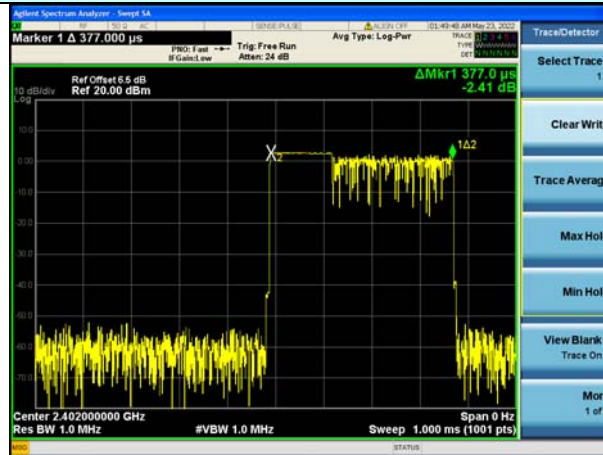 Agilent Spectrum Analyzer - Swept SA
RF 50 Ω AC SENSE:PULSE ALIGN OFF 01:49:48 AM May 23, 2022
Marker 1 Δ 377.000 µs
PNO: Fast
IFGain:Low
Trig: Free Run
Atten: 24 dB
Avg Type: Log-Pwr
TRACE 1 2 3 4 5 6
TYPE
DET N N N N N N
Ref Offset 6.5 dB
10 dB/div Ref 20.00 dBm
Log
ΔMkr1 377.0 µs
-2.41 dB
10.0
0.00
-10.0
-20.0
-30.0
-40.0
-50.0
-60.0
-70.0
X2
1Δ2
Center 2.402000000 GHz
Span 0 Hz
Res BW 1.0 MHz
#VBW 1.0 MHz
Sweep 1.000 ms (1001 pts)
MSG
STATUS
Trace/Detector
Select Trace
1
Clear Writ
Trace Averag
Max Hol
Min Hol
View Blank
Trace On
Mor
1 of